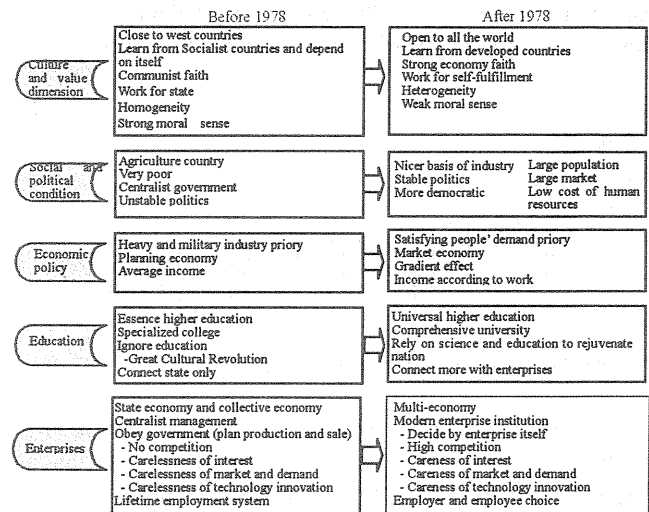 Before 1978
After 1978
Culture
and value
dimension
Close to west countries
Learn from Socialist countries and depend
on itself
Communist faith
Work for state
Homogeneity
Strong moral sense
Open to all the world
Learn from developed countries
Strong economy faith
Work for self-fulfillment
Heterogeneity
Weak moral sense
Social and
political
condition
Agriculture country
Very poor
Centralist government
Unstable politics
Nicer basis of industry
Stable politics
More democratic
Large population
Large market
Low cost of human
resources
Economic
policy
Heavy and military industry priory
Planning economy
Average income
Satisfying people' demand priory
Market economy
Gradient effect
Income according to work
Education
Essence higher education
Specialized college
Ignore education
-Great Cultural Revolution
Connect state only
Universal higher education
Comprehensive university
Rely on science and education to rejuvenate
nation
Connect more with enterprises
Enterprises
State economy and collective economy
Centralist management
Obey government (plan production and sale)
- No competition
- Carelessness of interest
- Carelessness of market and demand
- Carelessness of technology innovation
Lifetime employment system
Multi-economy
Modern enterprise institution
- Decide by enterprise itself
- High competition
- Careness of interest
- Careness of market and demand
- Careness of technology innovation
Employer and employee choice